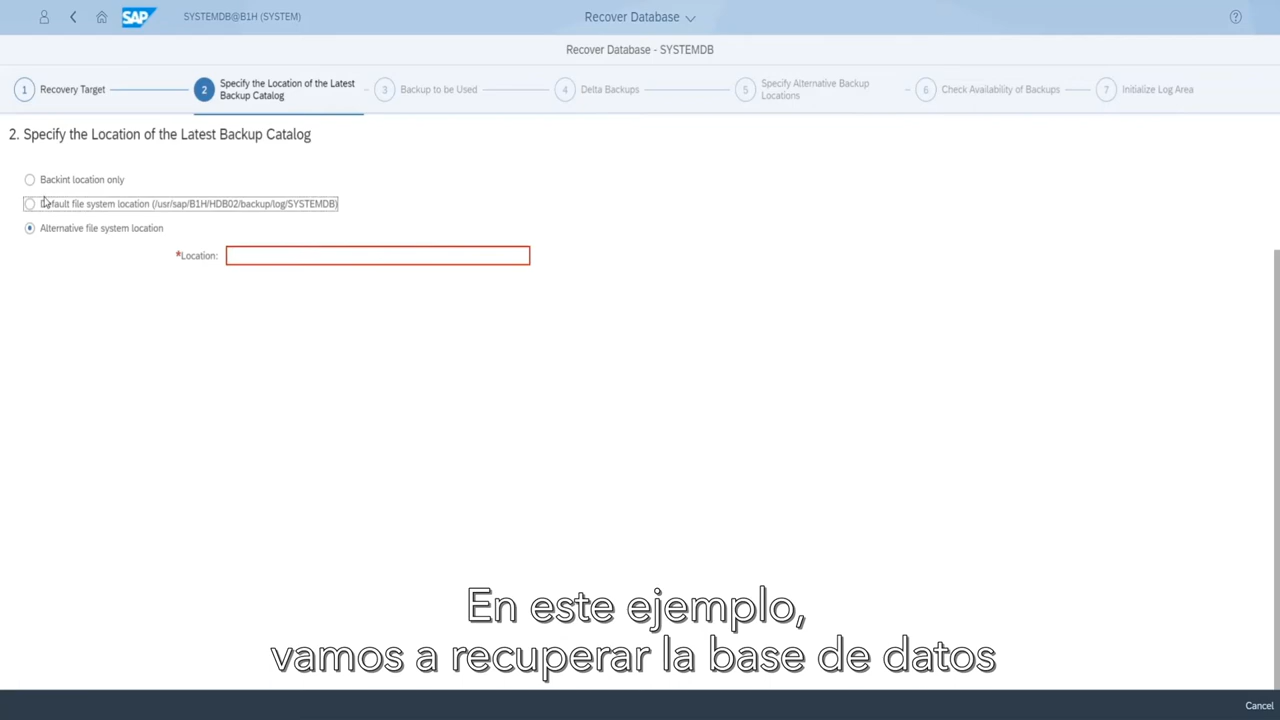 SAP
SYSTEMDB@B1H (SYSTEM)
Recover Database
Recover Database - SYSTEMDB
1 Recovery Target
2 Specify the Location of the Latest
Backup Catalog
3 Backup to be Used
4 Delta Backups
5 Specify Alternative Backup
Locations
6 Check Availability of Backups
7 Initialize Log Area
2. Specify the Location of the Latest Backup Catalog
Backint location only
Default file system location (/usr/sap/B1H/HDB02/backup/log/SYSTEMDB)
Alternative file system location
*Location:
En este ejemplo,
vamos a recuperar la base de datos
Cancel